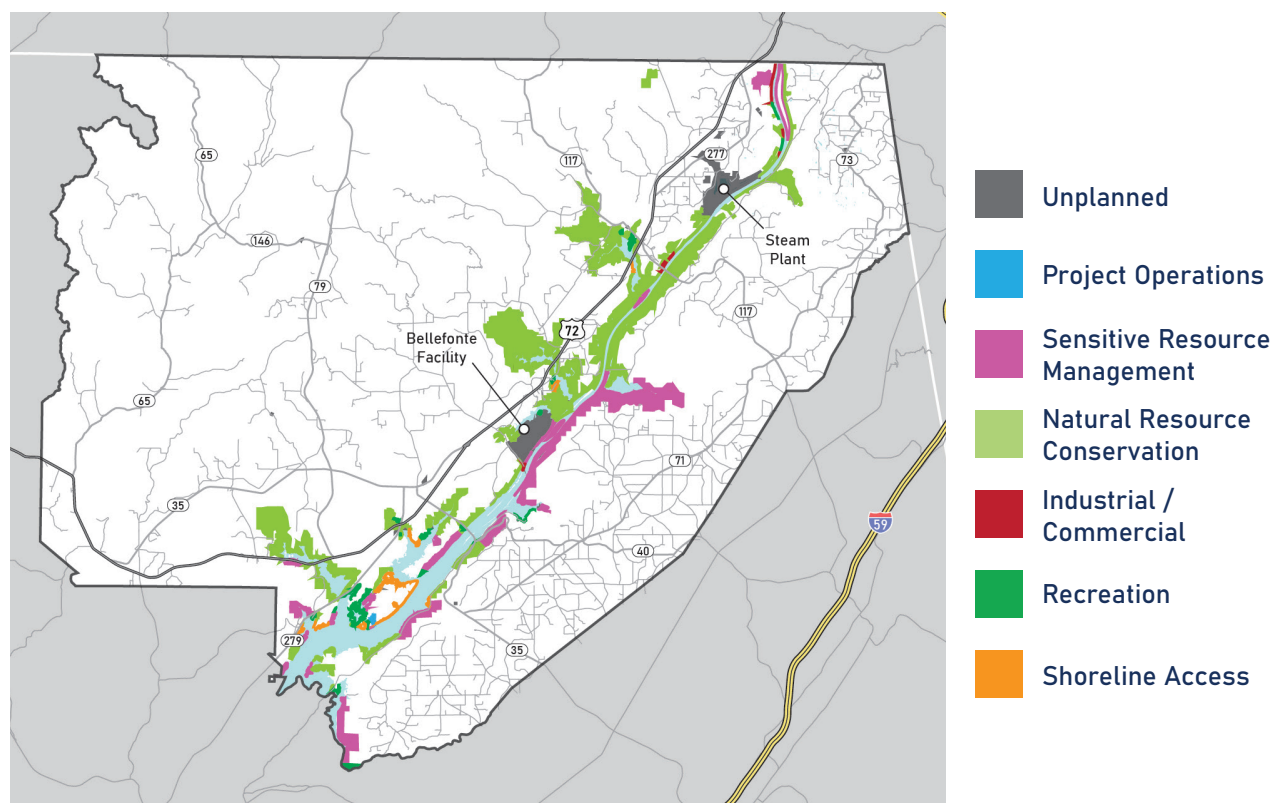 65
117
277
73
Steam
Plant
146
79
117
72
Bellefonte
Facility
65
71
35
59
40
279
35
Unplanned
Project Operations
Sensitive Resource
Management
Natural Resource
Conservation
Industrial /
Commercial
Recreation
Shoreline Access